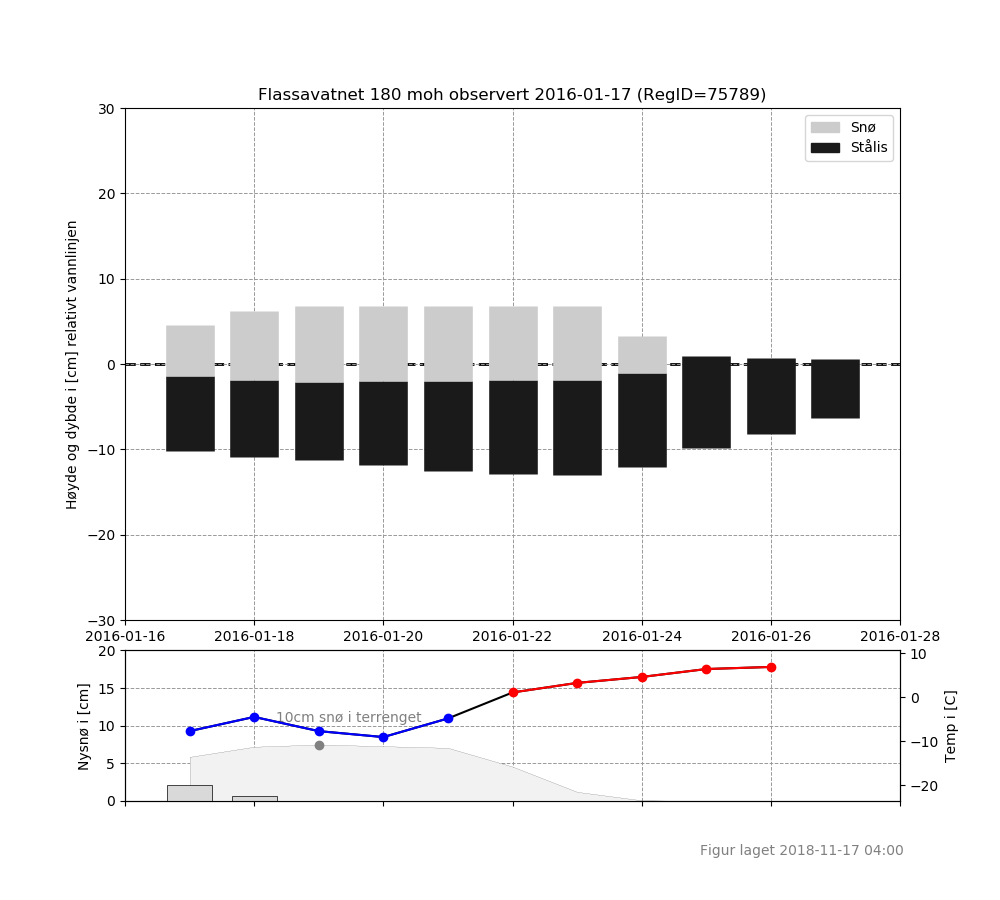 Flassavatnet 180 moh observert 2016-01-17 (RegID=75789)
Snø
Stålis
Høyde og dybde i [cm] relativt vannlinjen
30
20
10
0
−10
−20
−30
2016-01-16 2016-01-18 2016-01-20 2016-01-22 2016-01-24 2016-01-26 2016-01-28
Nysnø i [cm]
20
15
10
5
0
10cm snø i terrenget
10
0
−10
−20
Temp i [C]
Figur laget 2018-11-17 04:00